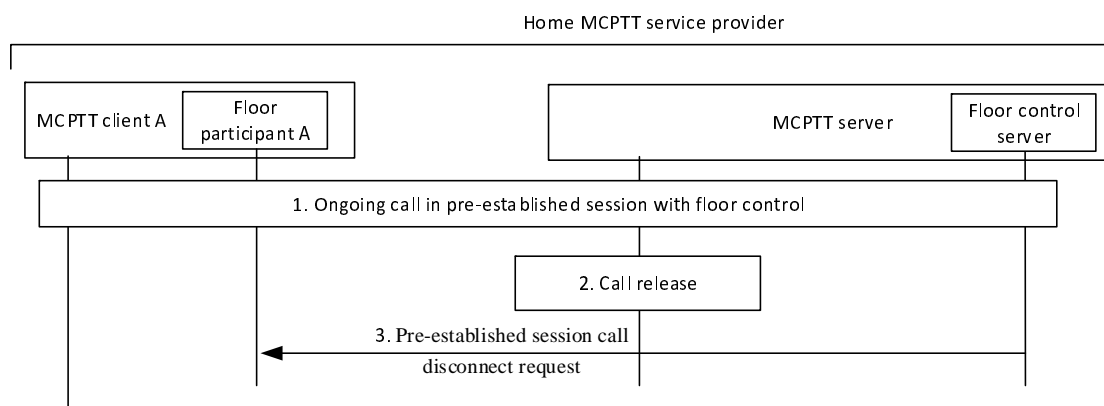 Home MCPTT service provider
MCPTT client A
Floor
participant A
MCPTT server
Floor control
server
1. Ongoing call in pre-established session with floor control
2. Call release
3. Pre-established session call
disconnect request